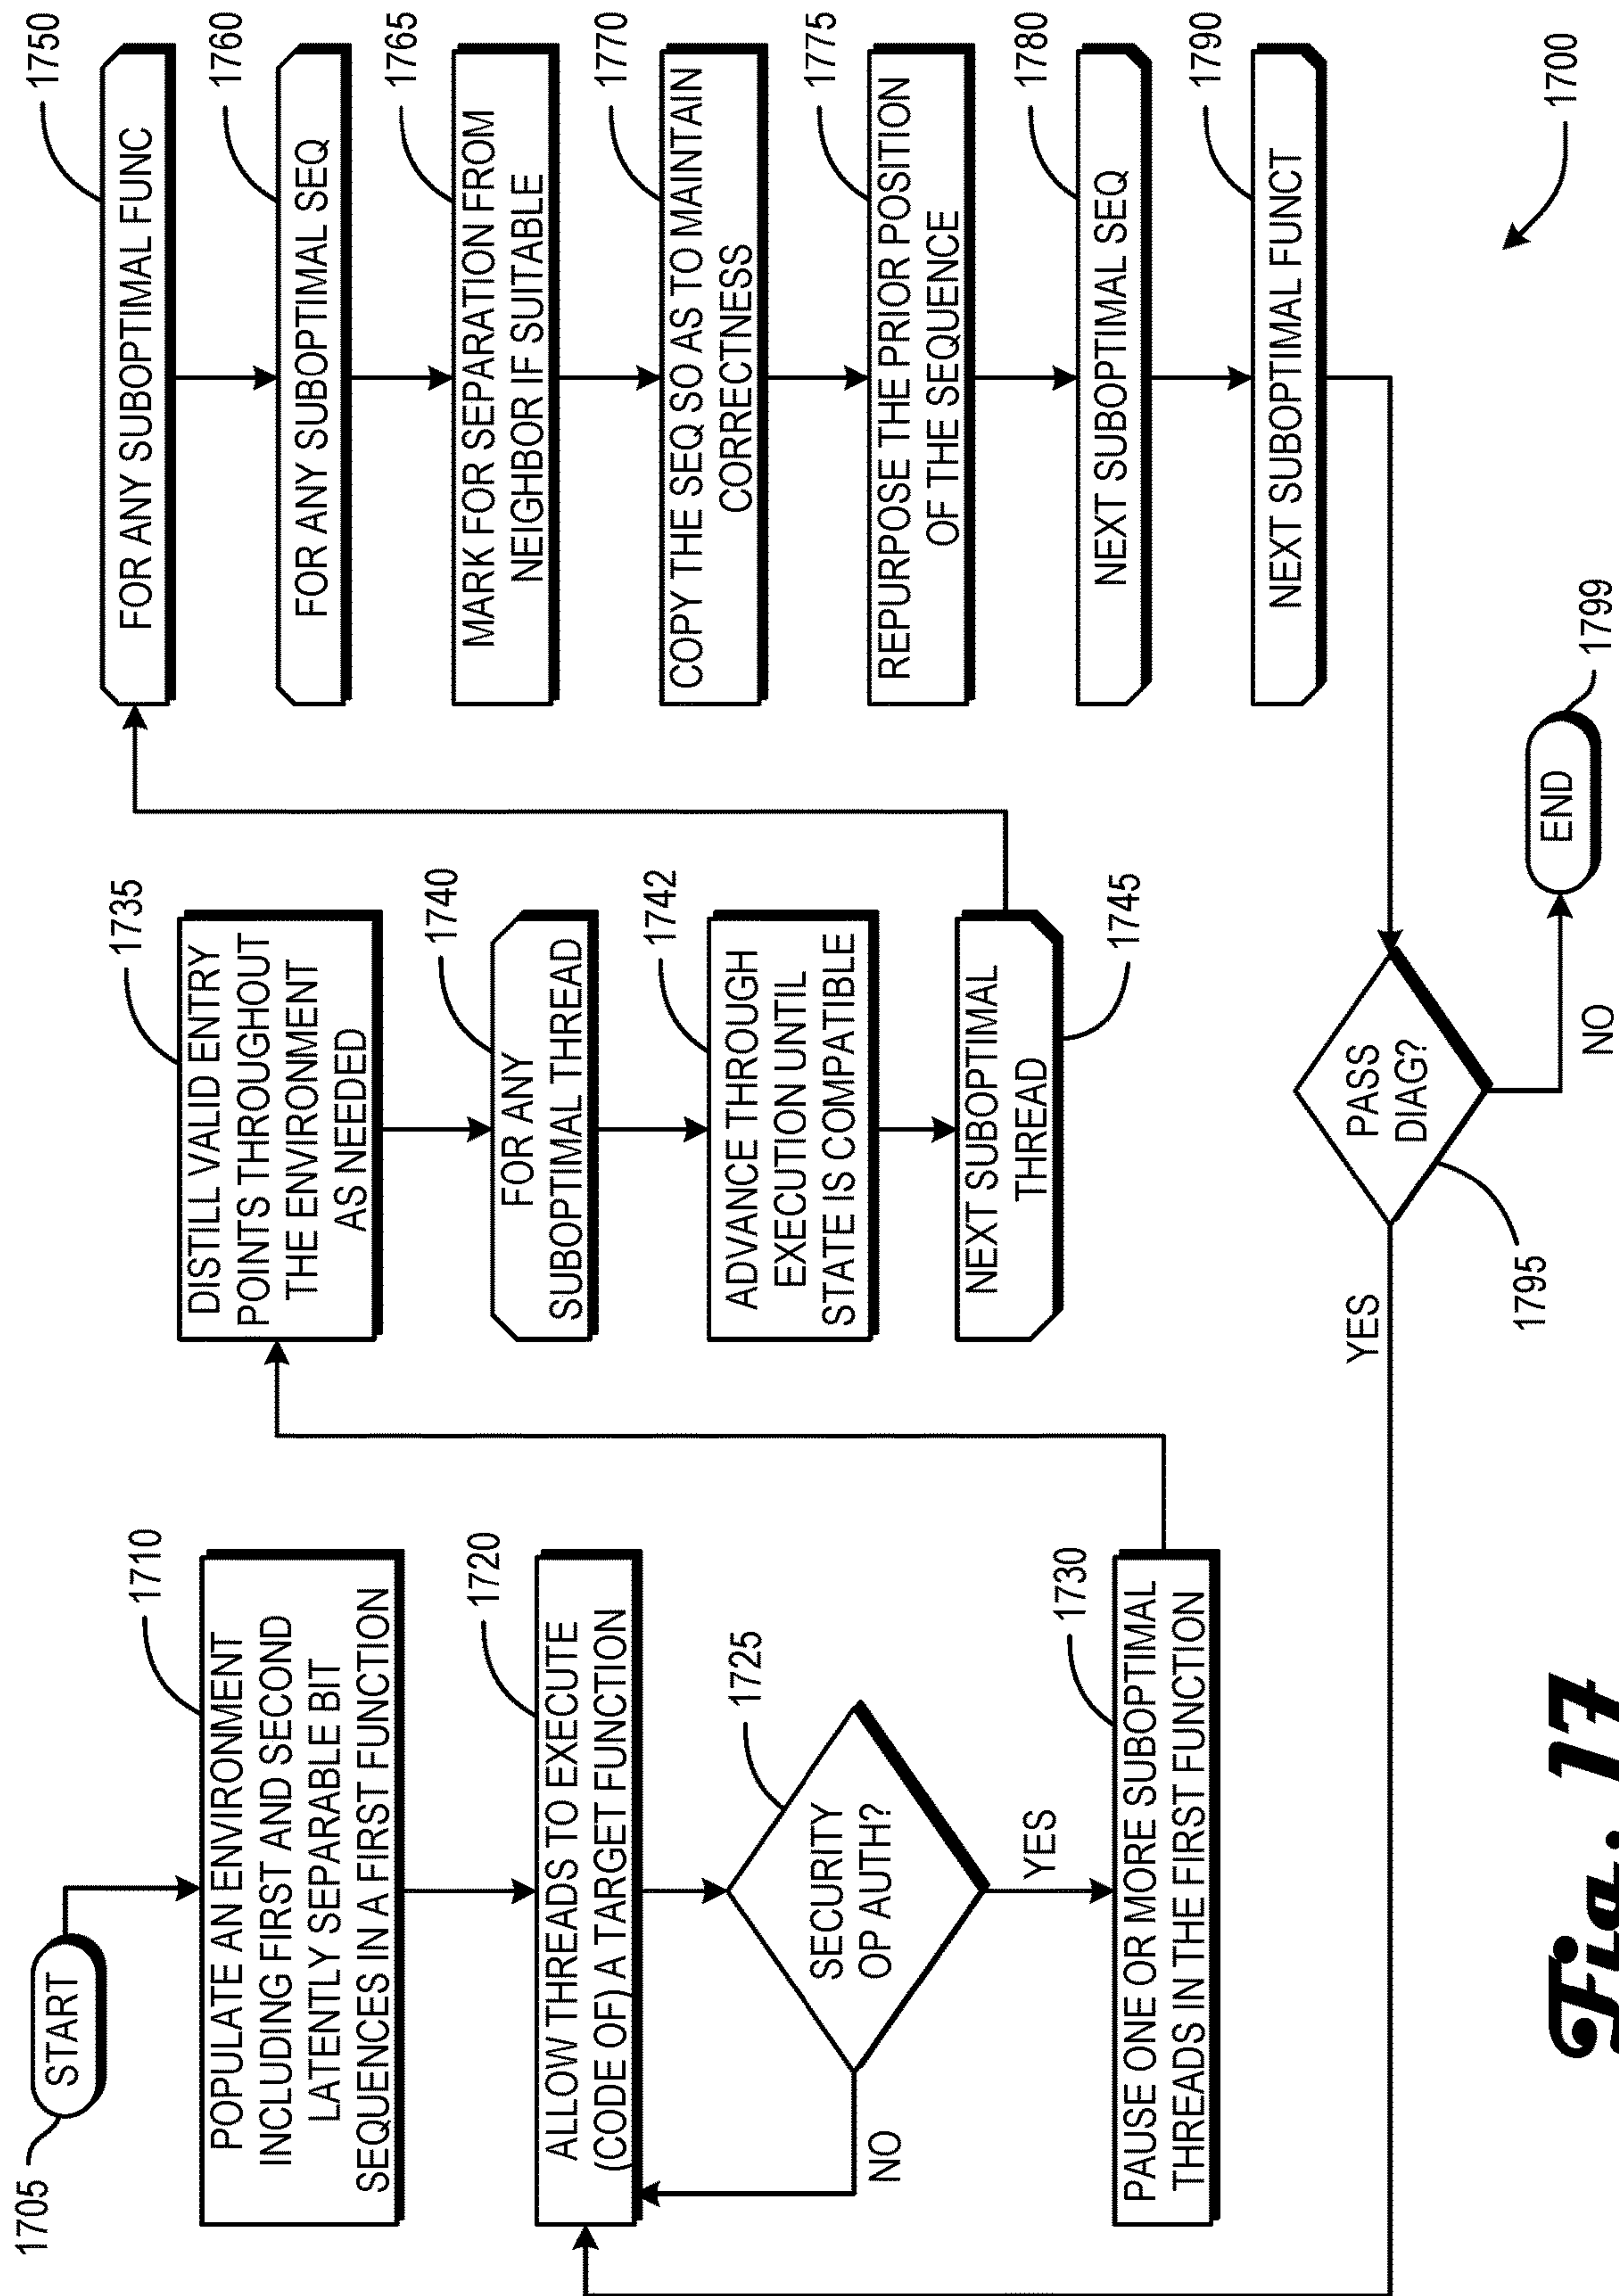 1705
START
1710
POPULATE AN ENVIRONMENT
INCLUDING FIRST AND SECOND
LATENTLY SEPARABLE BIT
SEQUENCES IN A FIRST FUNCTION
1720
ALLOW THREADS TO EXECUTE
(CODE OF) A TARGET FUNCTION
1725
SECURITY
OP AUTH?
NO
YES
1730
PAUSE ONE OR MORE SUBOPTIMAL
THREADS IN THE FIRST FUNCTION
1735
DISTILL VALID ENTRY
POINTS THROUGHOUT
THE ENVIRONMENT
AS NEEDED
1740
FOR ANY
SUBOPTIMAL THREAD
1742
ADVANCE THROUGH
EXECUTION UNTIL
STATE IS COMPATIBLE
1745
NEXT SUBOPTIMAL
THREAD
1750
FOR ANY SUBOPTIMAL FUNC
1760
FOR ANY SUBOPTIMAL SEQ
1765
MARK FOR SEPARATION FROM
NEIGHBOR IF SUITABLE
1770
COPY THE SEQ SO AS TO MAINTAIN
CORRECTNESS
1775
REPURPOSE THE PRIOR POSITION
OF THE SEQUENCE
1780
NEXT SUBOPTIMAL SEQ
1790
NEXT SUBOPTIMAL FUNCT
PASS
DIAG?
1795
YES
NO
END
1799
1700
Fig. 17